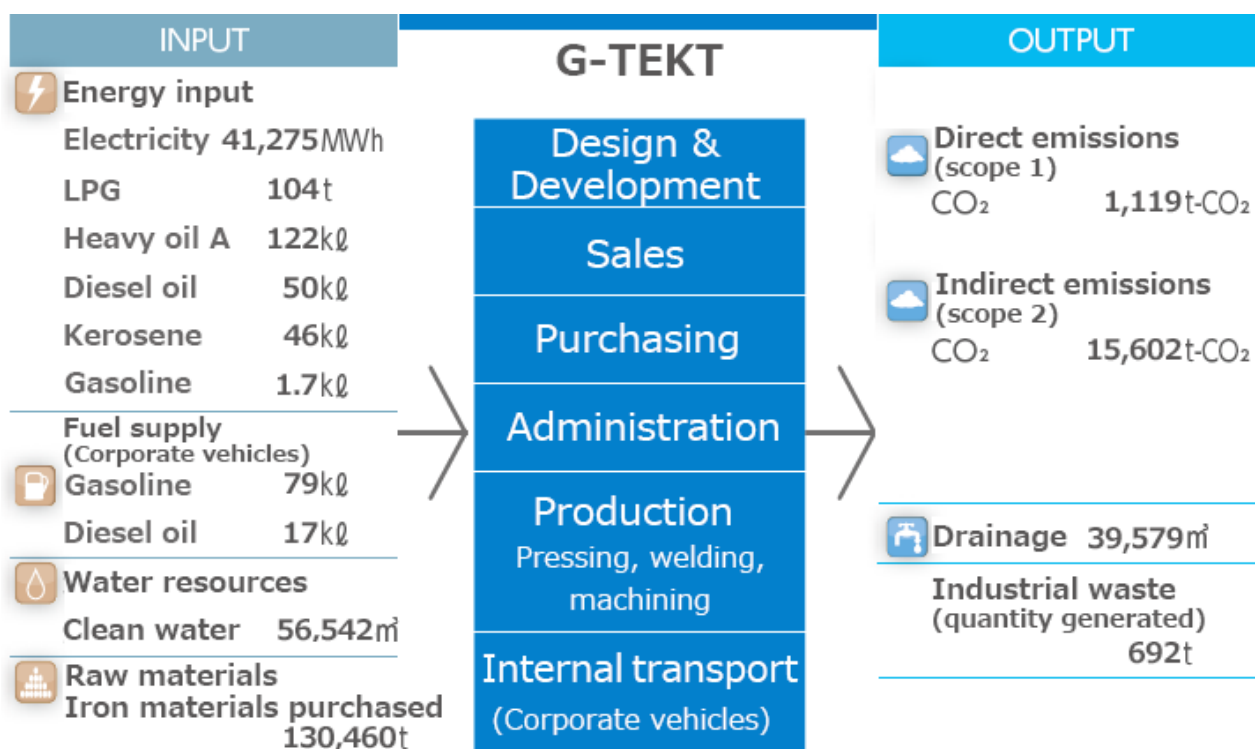 INPUT
Energy input
Electricity 41,275MWh
LPG 104t
Heavy oil A 122kℓ
Diesel oil 50kℓ
Kerosene 46kℓ
Gasoline 1.7kℓ
Fuel supply
(Corporate vehicles)
Gasoline 79kℓ
Diesel oil 17kℓ
Water resources
Clean water 56,542㎥
Raw materials
Iron materials purchased
130,460t
G-TEKT
Design &
Development
Sales
Purchasing
Administration
Production
Pressing, welding,
machining
Internal transport
(Corporate vehicles)
OUTPUT
Direct emissions
(scope 1)
CO₂ 1,119t-CO₂
Indirect emissions
(scope 2)
CO₂ 15,602t-CO₂
Drainage 39,579㎥
Industrial waste
(quantity generated)
692t